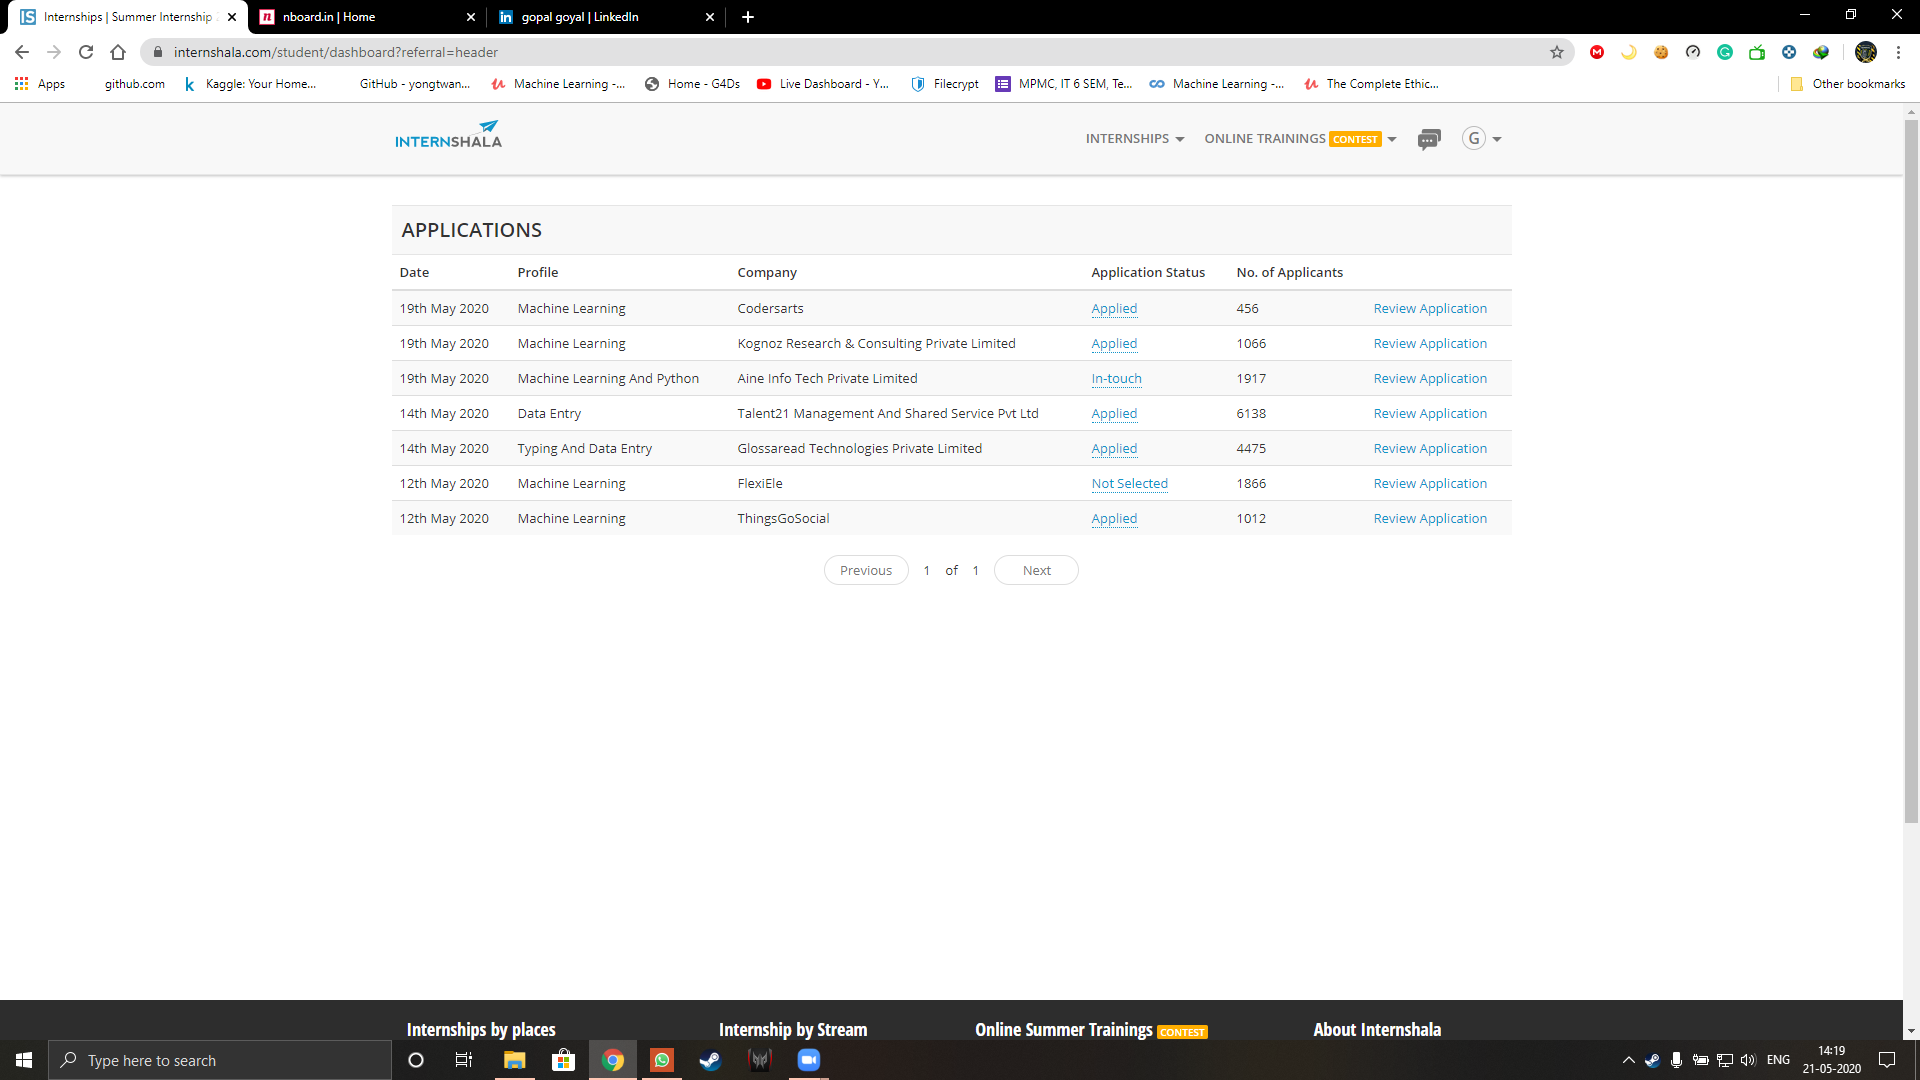 Internships | Summer Internship
nboard.in | Home
gopal goyal | LinkedIn
internshala.com/student/dashboard?referral=header
Apps github.com Kaggle: Your Home... GitHub - yongtwan... Machine Learning -... Home - G4Ds Live Dashboard - Y... Filecrypt MPMC, IT 6 SEM, Te... Machine Learning -... The Complete Ethic... Other bookmarks
INTERNSHALA
INTERNSHIPS ONLINE TRAININGS CONTEST G
APPLICATIONS
Date Profile Company Application Status No. of Applicants
19th May 2020 Machine Learning Codersarts Applied 456 Review Application
19th May 2020 Machine Learning Kognoz Research & Consulting Private Limited Applied 1066 Review Application
19th May 2020 Machine Learning And Python Aine Info Tech Private Limited In-touch 1917 Review Application
14th May 2020 Data Entry Talent21 Management And Shared Service Pvt Ltd Applied 6138 Review Application
14th May 2020 Typing And Data Entry Glossaread Technologies Private Limited Applied 4475 Review Application
12th May 2020 Machine Learning FlexiEle Not Selected 1866 Review Application
12th May 2020 Machine Learning ThingsGoSocial Applied 1012 Review Application
Previous 1 of 1 Next
Internships by places Internship by Stream Online Summer Trainings CONTEST About Internshala
Type here to search
ENG
14:19
21-05-2020